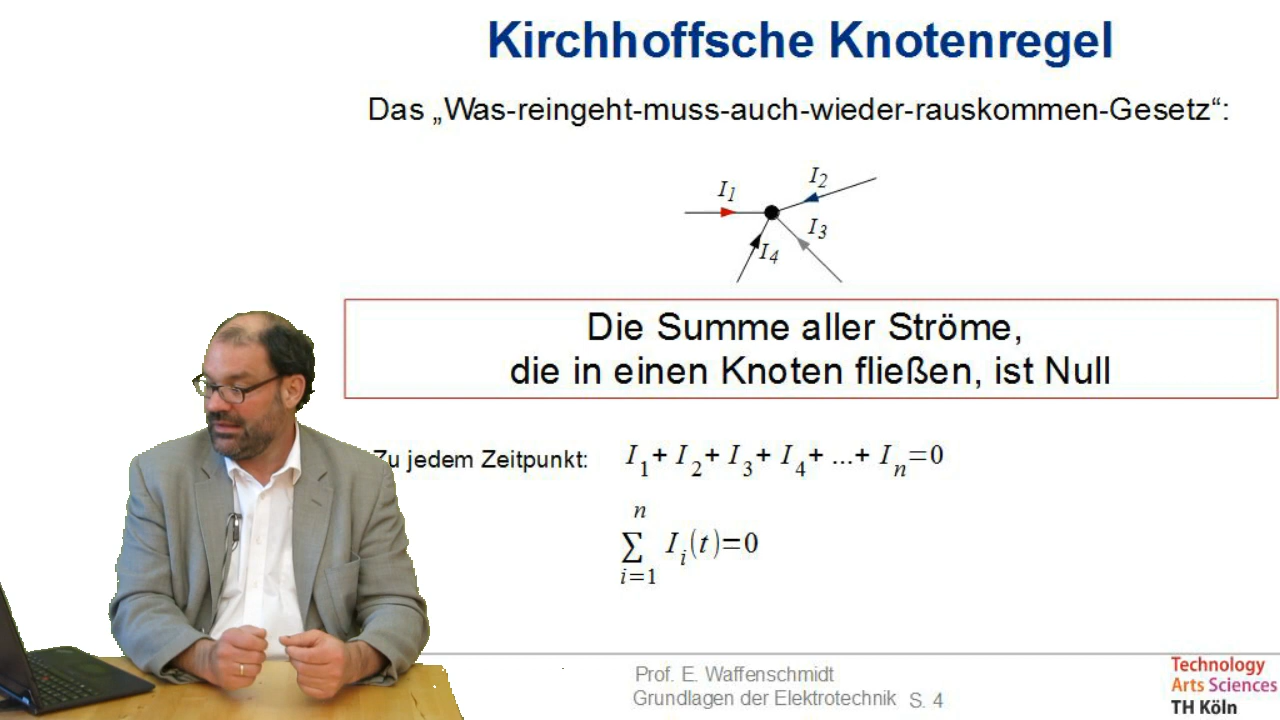 Kirchhoffsche Knotenregel
Das „Was-reingeht-muss-auch-wieder-rauskommen-Gesetz“:
I1
I2
I3
I4
Die Summe aller Ströme,
die in einen Knoten fließen, ist Null
Zu jedem Zeitpunkt: I1+ I2+ I3+ I4+ ...+ In=0
n
∑ Ii(t)=0
i=1
Prof. E. Waffenschmidt
Grundlagen der Elektrotechnik S. 4
Technology
Arts Sciences
TH Köln